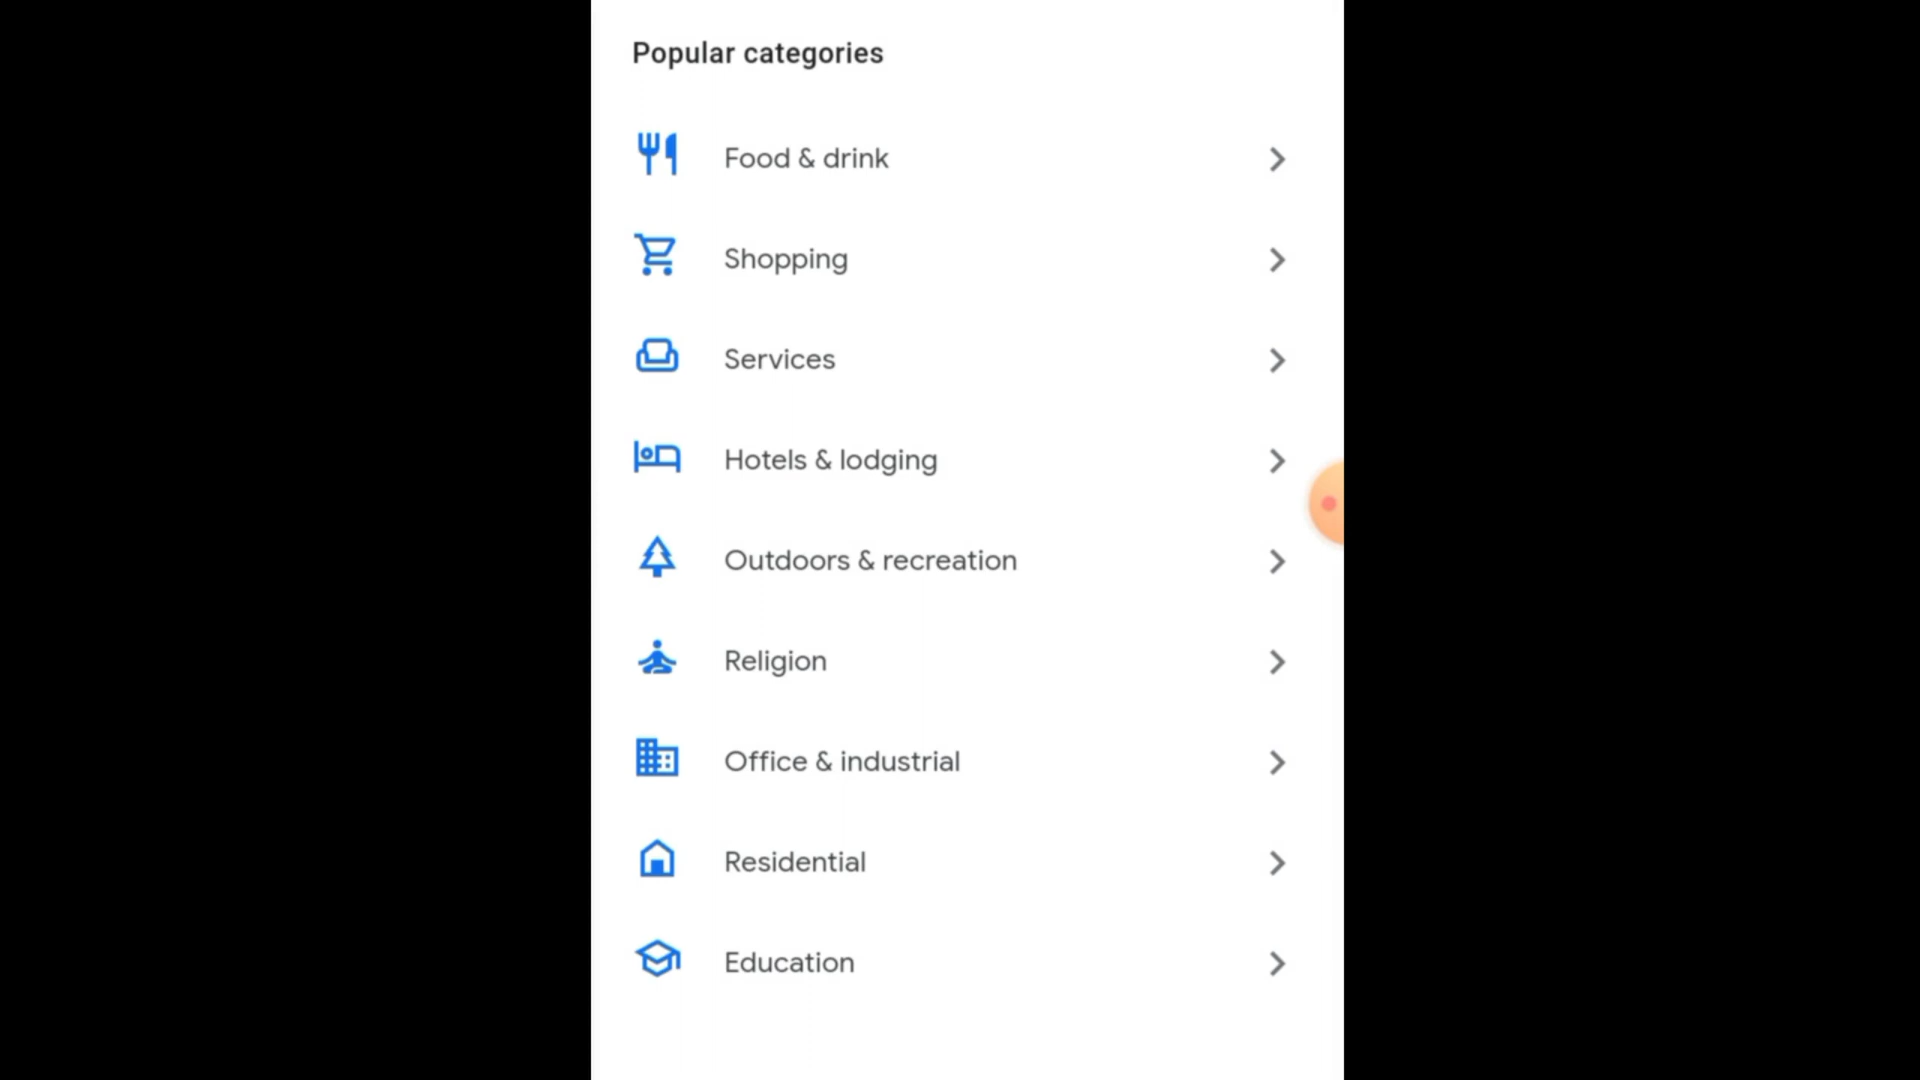 Popular categories
Food & drink
Shopping
Services
Hotels & lodging
Outdoors & recreation
Religion
Office & industrial
Residential
Education